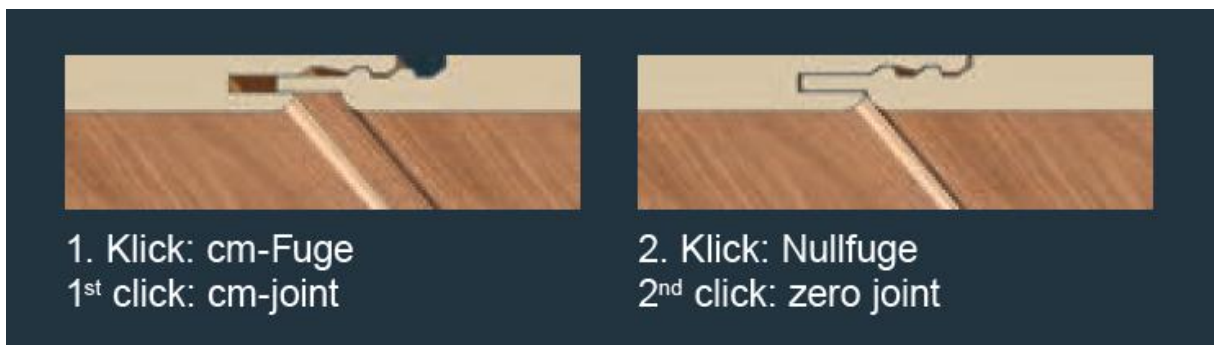 1. Klick: cm-Fuge
1st click: cm-joint
2. Klick: Nullfuge
2nd click: zero joint